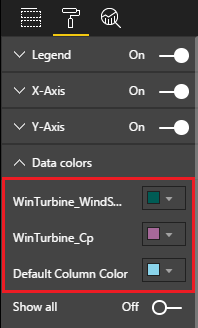 Legend On
X-Axis On
Y-Axis On
Data colors
WinTurbine_WindS...
WinTurbine_Cp
Default Column Color
Show all Off